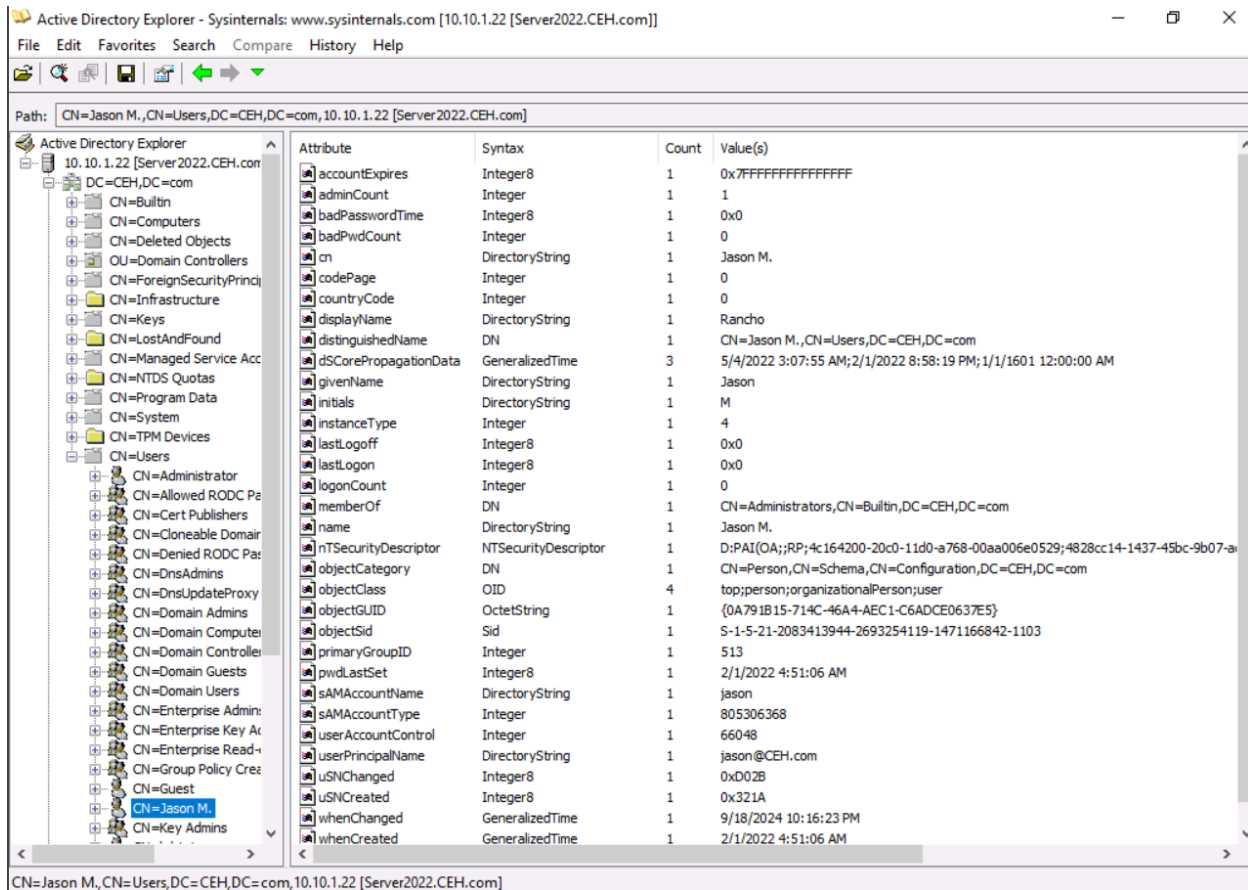 Active Directory Explorer - Sysinternals: www.sysinternals.com [10.10.1.22 [Server2022.CEH.com]]
File Edit Favorites Search Compare History Help
Path: CN=Jason M.,CN=Users,DC=CEH,DC=com,10.10.1.22 [Server2022.CEH.com]
Active Directory Explorer
10.10.1.22 [Server2022.CEH.com
DC=CEH,DC=com
CN=Builtin
CN=Computers
CN=Deleted Objects
OU=Domain Controllers
CN=ForeignSecurityPrincip
CN=Infrastructure
CN=Keys
CN=LostAndFound
CN=Managed Service Acc
CN=NTDS Quotas
CN=Program Data
CN=System
CN=TPM Devices
CN=Users
CN=Administrator
CN=Allowed RODC Pa
CN=Cert Publishers
CN=Cloneable Domair
CN=Denied RODC Pas
CN=DnsAdmins
CN=DnsUpdateProxy
CN=Domain Admins
CN=Domain Computer
CN=Domain Controller
CN=Domain Guests
CN=Domain Users
CN=Enterprise Admins
CN=Enterprise Key Ad
CN=Enterprise Read-
CN=Group Policy Crea
CN=Guest
CN=Jason M.
CN=Key Admins
Attribute Syntax Count Value(s)
accountExpires Integer8 1 0x7FFFFFFFFFFFFFFF
adminCount Integer 1 1
badPasswordTime Integer8 1 0x0
badPwdCount Integer 1 0
cn DirectoryString 1 Jason M.
codePage Integer 1 0
countryCode Integer 1 0
displayName DirectoryString 1 Rancho
distinguishedName DN 1 CN=Jason M.,CN=Users,DC=CEH,DC=com
dSCorePropagationData GeneralizedTime 3 5/4/2022 3:07:55 AM;2/1/2022 8:58:19 PM;1/1/1601 12:00:00 AM
givenName DirectoryString 1 Jason
initials DirectoryString 1 M
instanceType Integer 1 4
lastLogoff Integer8 1 0x0
lastLogon Integer8 1 0x0
logonCount Integer 1 0
memberOf DN 1 CN=Administrators,CN=Builtin,DC=CEH,DC=com
name DirectoryString 1 Jason M.
nTSecurityDescriptor NTSecurityDescriptor 1 D:PAI(OA;;RP;4c164200-20c0-11d0-a768-00aa006e0529;4828cc14-1437-45bc-9b07-a
objectCategory DN 1 CN=Person,CN=Schema,CN=Configuration,DC=CEH,DC=com
objectClass OID 4 top;person;organizationalPerson;user
objectGUID OctetString 1 {0A791B15-714C-46A4-AEC1-C6ADCE0637E5}
objectSid Sid 1 S-1-5-21-2083413944-2693254119-1471166842-1103
primaryGroupID Integer 1 513
pwdLastSet Integer8 1 2/1/2022 4:51:06 AM
sAMAccountName DirectoryString 1 jason
sAMAccountType Integer 1 805306368
userAccountControl Integer 1 66048
userPrincipalName DirectoryString 1 jason@CEH.com
uSNChanged Integer8 1 0xD02B
uSNCreated Integer8 1 0x321A
whenChanged GeneralizedTime 1 9/18/2024 10:16:23 PM
whenCreated GeneralizedTime 1 2/1/2022 4:51:06 AM
CN=Jason M.,CN=Users,DC=CEH,DC=com,10.10.1.22 [Server2022.CEH.com]